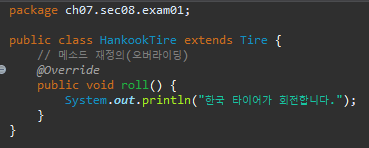 package ch07.sec08.exam01;
public class HankookTire extends Tire {
// 메소드 재정의(오버라이딩)
@Override
public void roll() {
System.out.println("한국 타이어가 회전합니다.");
}
}